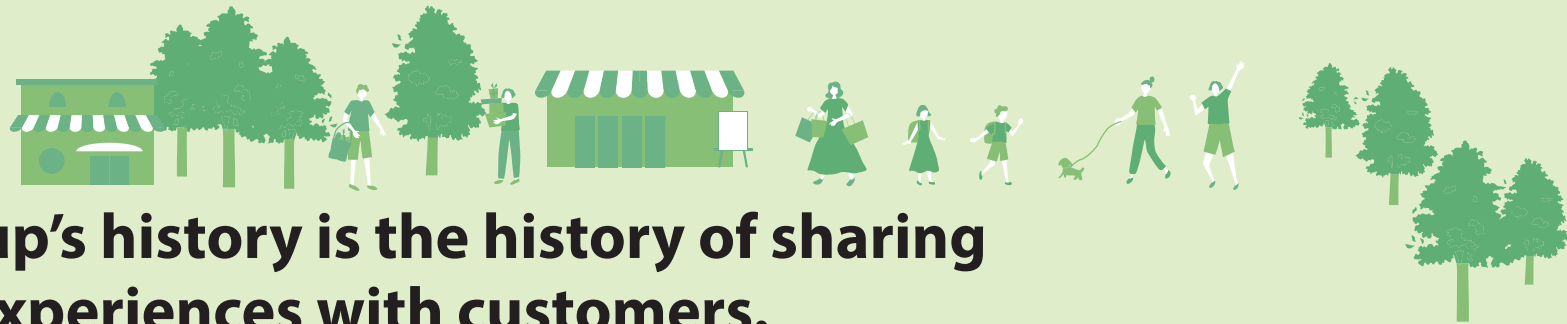 up’s history is the history of sharing
xperiences with customers.